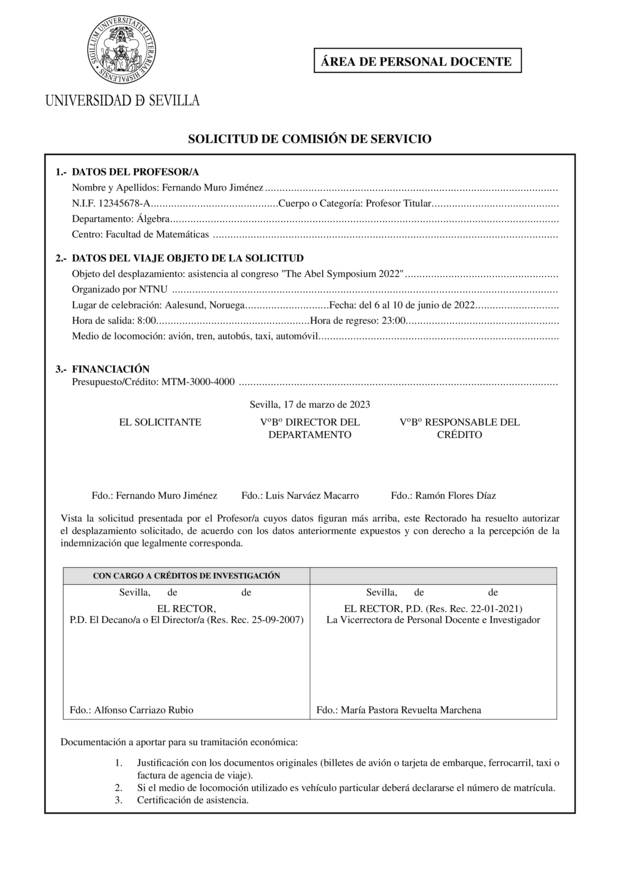 SIGILLUM UNIVERSITATIS LITTERARIAE HISPALENSIS
ÁREA DE PERSONAL DOCENTE
UNIVERSIDAD DE SEVILLA
SOLICITUD DE COMISIÓN DE SERVICIO
1.- DATOS DEL PROFESOR/A
Nombre y Apellidos: Fernando Muro Jiménez
N.I.F. 12345678-A Cuerpo o Categoría: Profesor Titular
Departamento: Álgebra
Centro: Facultad de Matemáticas
2.- DATOS DEL VIAJE OBJETO DE LA SOLICITUD
Objeto del desplazamiento: asistencia al congreso "The Abel Symposium 2022"
Organizado por NTNU
Lugar de celebración: Aalesund, Noruega Fecha: del 6 al 10 de junio de 2022
Hora de salida: 8:00 Hora de regreso: 23:00
Medio de locomoción: avión, tren, autobús, taxi, automóvil
3.- FINANCIACIÓN
Presupuesto/Crédito: MTM-3000-4000
Sevilla, 17 de marzo de 2023
EL SOLICITANTE VºBº DIRECTOR DEL VºBº RESPONSABLE DEL
DEPARTAMENTO CRÉDITO
Fdo.: Fernando Muro Jiménez Fdo.: Luis Narváez Macarro Fdo.: Ramón Flores Díaz
Vista la solicitud presentada por el Profesor/a cuyos datos figuran más arriba, este Rectorado ha resuelto autorizar
el desplazamiento solicitado, de acuerdo con los datos anteriormente expuestos y con derecho a la percepción de la
indemnización que legalmente corresponda.
CON CARGO A CRÉDITOS DE INVESTIGACIÓN
Sevilla, de de
EL RECTOR,
P.D. El Decano/a o El Director/a (Res. Rec. 25-09-2007)
Fdo.: Alfonso Carriazo Rubio
Sevilla, de de
EL RECTOR, P.D. (Res. Rec. 22-01-2021)
La Vicerrectora de Personal Docente e Investigador
Fdo.: María Pastora Revuelta Marchena
Documentación a aportar para su tramitación económica:
1. Justificación con los documentos originales (billetes de avión o tarjeta de embarque, ferrocarril, taxi o
factura de agencia de viaje).
2. Si el medio de locomoción utilizado es vehículo particular deberá declararse el número de matrícula.
3. Certificación de asistencia.